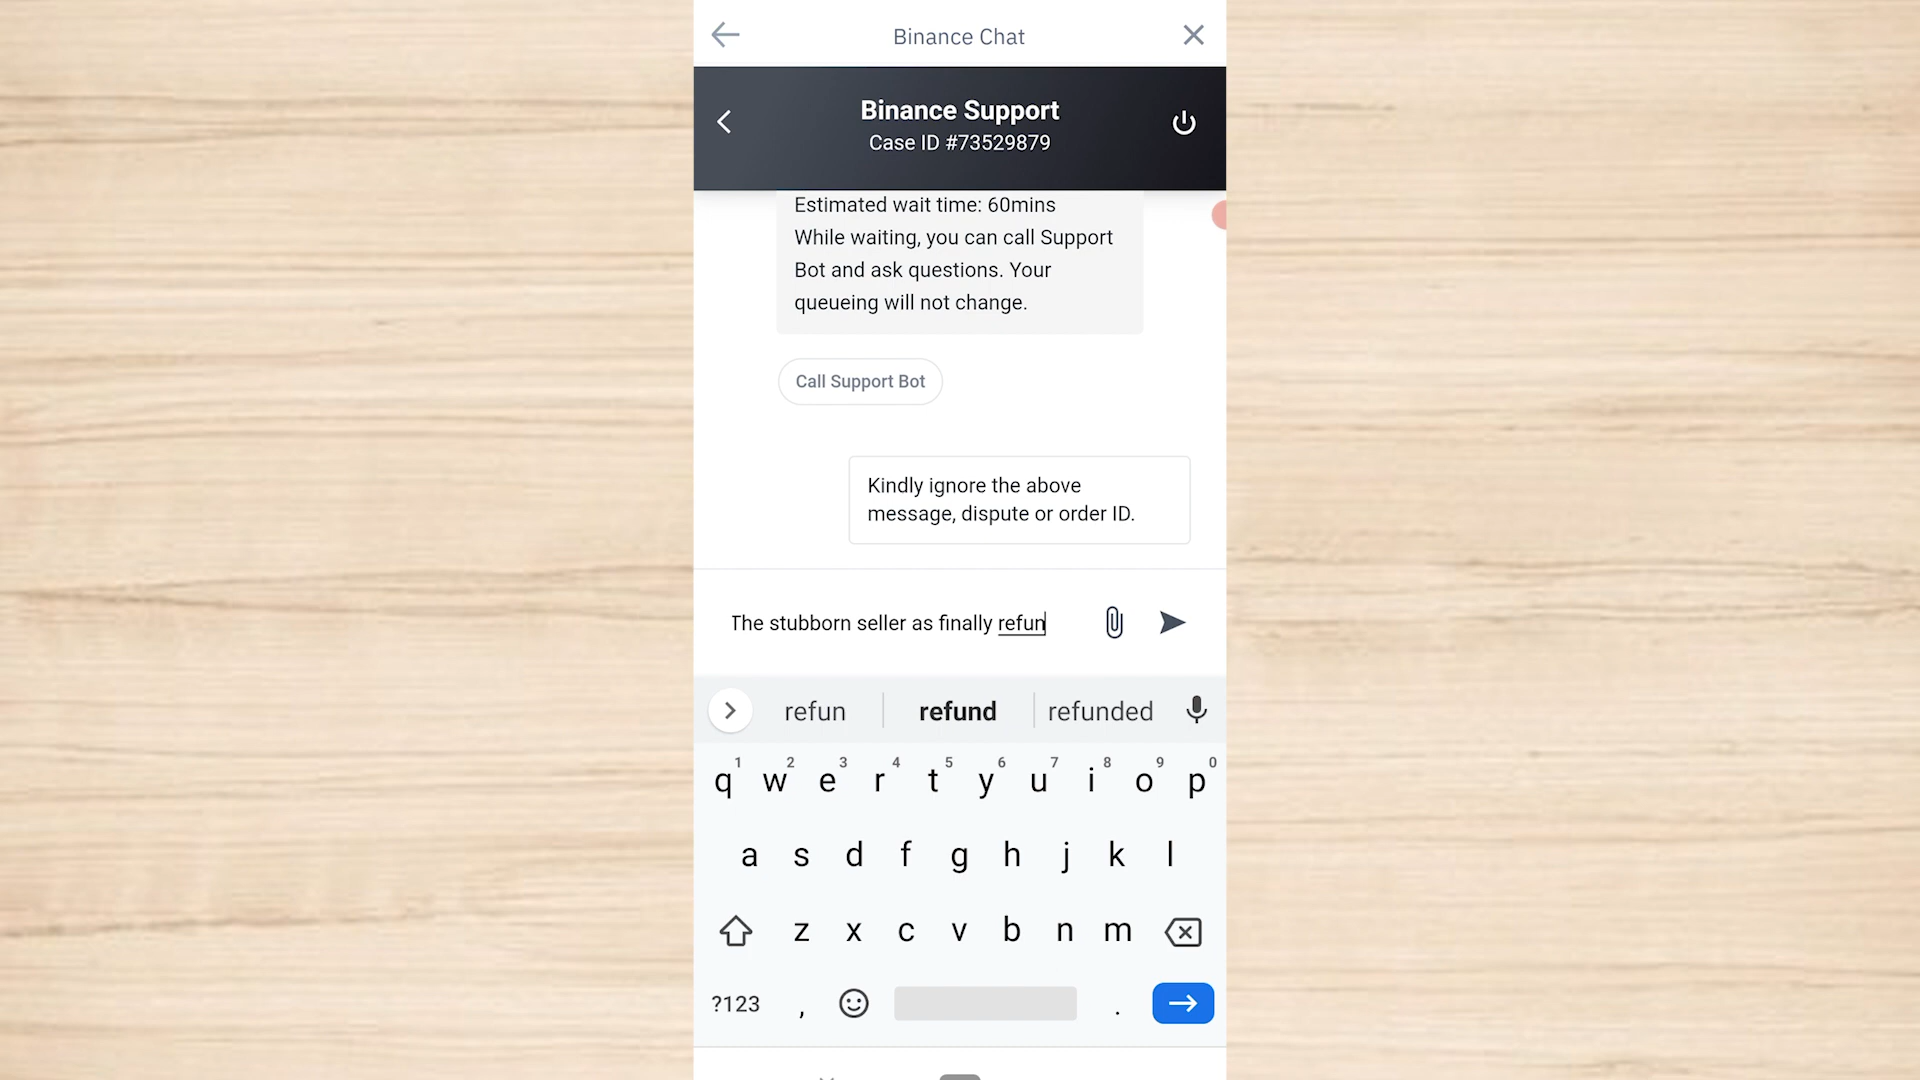 Binance Chat
Binance Support
Case ID #73529879
Estimated wait time: 60mins
While waiting, you can call Support
Bot and ask questions. Your
queueing will not change.
Call Support Bot
Kindly ignore the above
message, dispute or order ID.
The stubborn seller as finally refun
refun refund refunded
1 2 3 4 5 6 7 8 9 0
q w e r t y u i o p
a s d f g h j k l
z x c v b n m
?123 , .